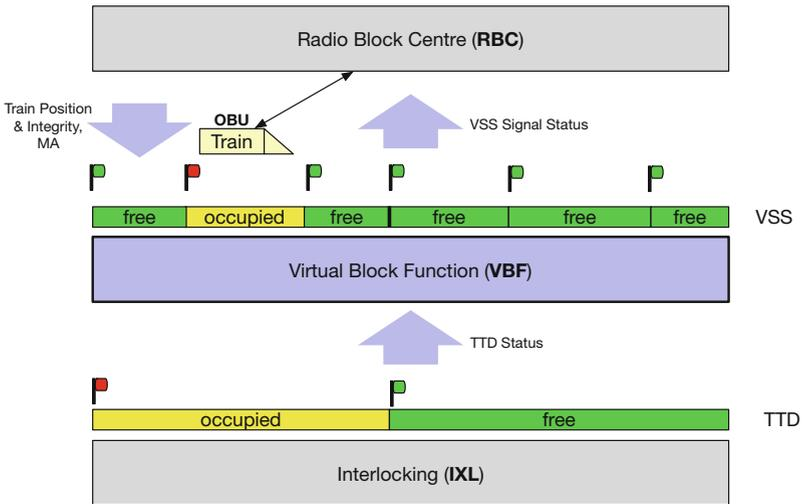 Radio Block Centre (RBC)
Train Position
& Integrity,
MA
OBU
Train
VSS Signal Status
free
occupied
free
free
free
free
VSS
Virtual Block Function (VBF)
TTD Status
occupied
free
TTD
Interlocking (IXL)